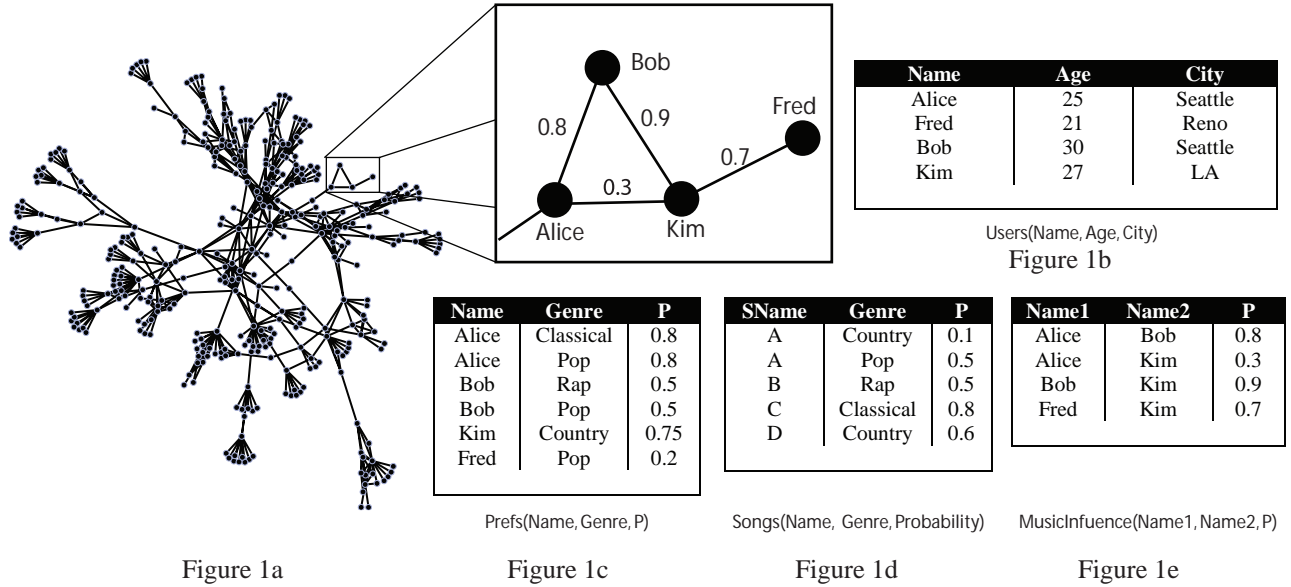 Bob
Fred
0.8
0.9
0.7
0.3
Alice
Kim
Name Age City
Alice 25 Seattle
Fred 21 Reno
Bob 30 Seattle
Kim 27 LA
Users(Name, Age, City)
Figure 1b
Name Genre P
Alice Classical 0.8
Alice Pop 0.8
Bob Rap 0.5
Bob Pop 0.5
Kim Country 0.75
Fred Pop 0.2
Prefs(Name, Genre, P)
SName Genre P
A Country 0.1
A Pop 0.5
B Rap 0.5
C Classical 0.8
D Country 0.6
Songs(Name, Genre, Probability)
Name1 Name2 P
Alice Bob 0.8
Alice Kim 0.3
Bob Kim 0.9
Fred Kim 0.7
MusicInfuence(Name1, Name2, P)
Figure 1a
Figure 1c
Figure 1d
Figure 1e